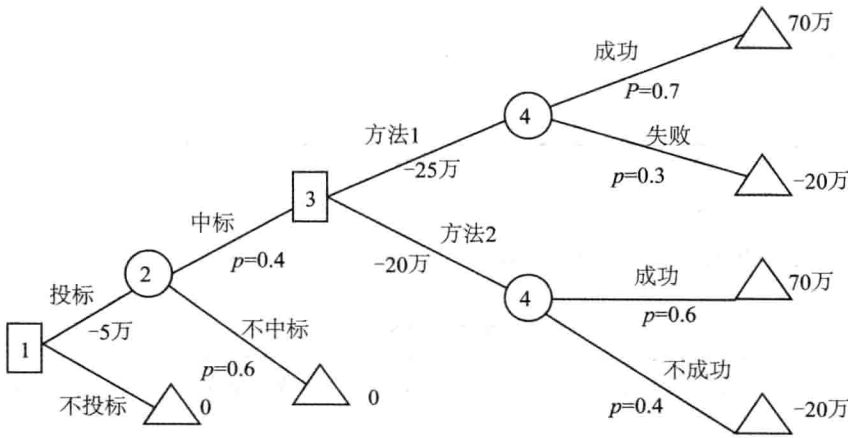 70万
成功
P=0.7
4
方法1
失败
−25万
p=0.3
−20万
3
中标
方法2
p=0.4
−20万
2
成功
70万
投标
4
p=0.6
−5万
不中标
1
p=0.6
不成功
不投标
0
0
p=0.4
−20万